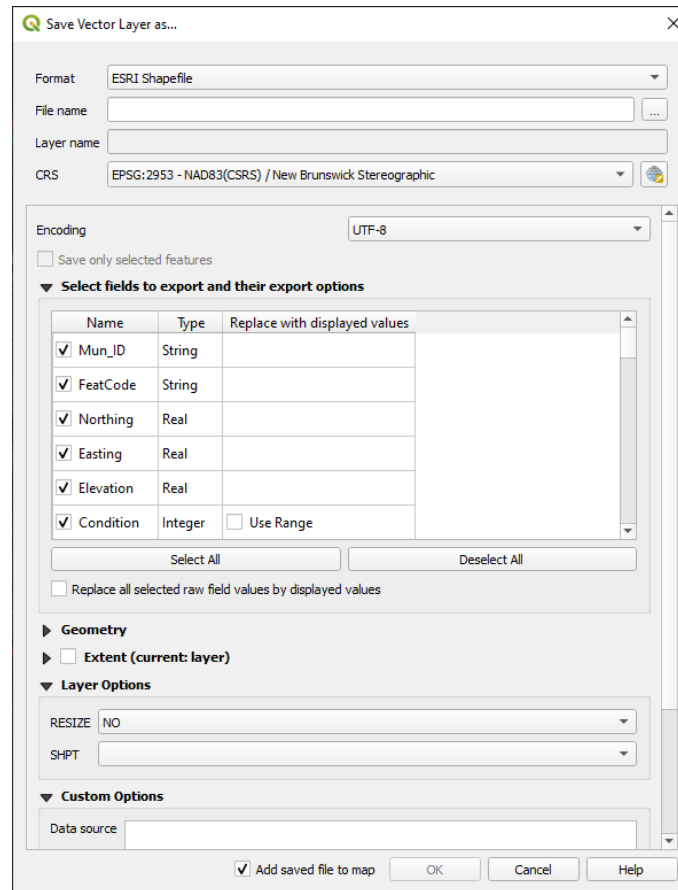 Save Vector Layer as...
Format ESRI Shapefile
File name ...
Layer name
CRS EPSG:2953 - NAD83(CSRS) / New Brunswick Stereographic
Encoding UTF-8
Save only selected features
Select fields to export and their export options
Name Type Replace with displayed values
Mun_ID String
FeatCode String
Northing Real
Easting Real
Elevation Real
Condition Integer Use Range
Select All Deselect All
Replace all selected raw field values by displayed values
Geometry
Extent (current: layer)
Layer Options
RESIZE NO
SHPT
Custom Options
Data source
Add saved file to map OK Cancel Help